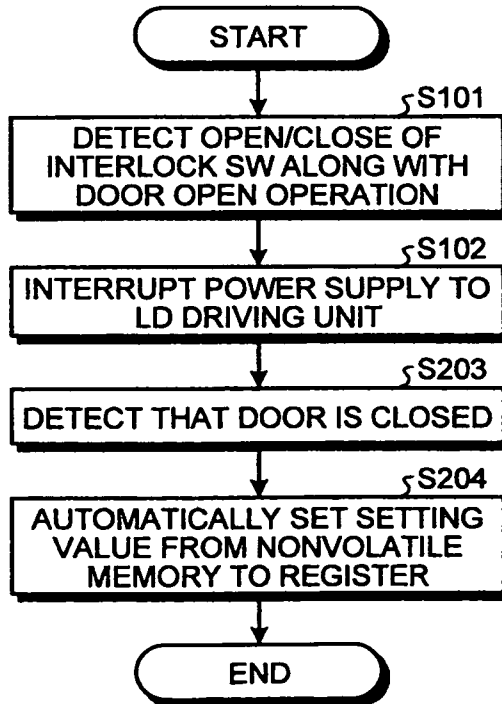 START
S101
DETECT OPEN/CLOSE OF
INTERLOCK SW ALONG WITH
DOOR OPEN OPERATION
S102
INTERRUPT POWER SUPPLY TO
LD DRIVING UNIT
S203
DETECT THAT DOOR IS CLOSED
S204
AUTOMATICALLY SET SETTING
VALUE FROM NONVOLATILE
MEMORY TO REGISTER
END